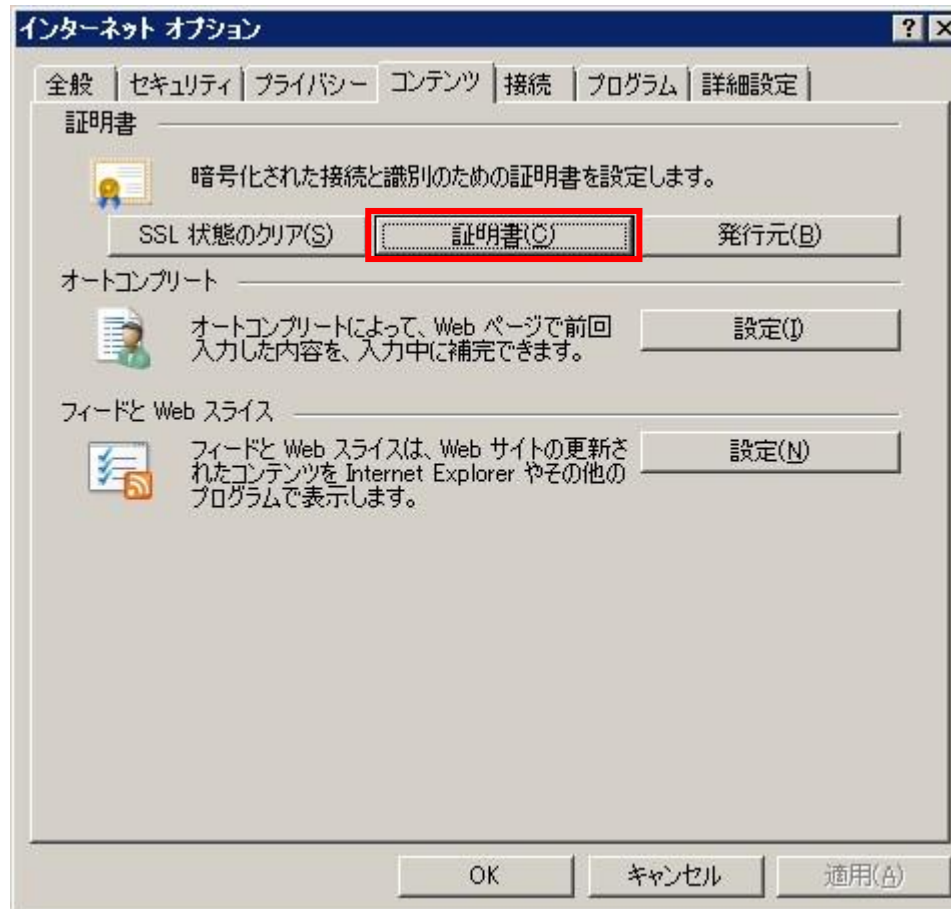 インターネット オプション
全般 セキュリティ プライバシー コンテンツ 接続 プログラム 詳細設定
証明書
暗号化された接続と識別のための証明書を設定します。
SSL 状態のクリア(S) 証明書(C) 発行元(B)
オートコンプリート
オートコンプリートによって、Web ページで前回
入力した内容を、入力中に補完できます。
設定(I)
フィードと Web スライス
フィードと Web スライスは、Web サイトの更新さ
れたコンテンツを Internet Explorer やその他の
プログラムで表示します。
設定(N)
OK キャンセル 適用(A)